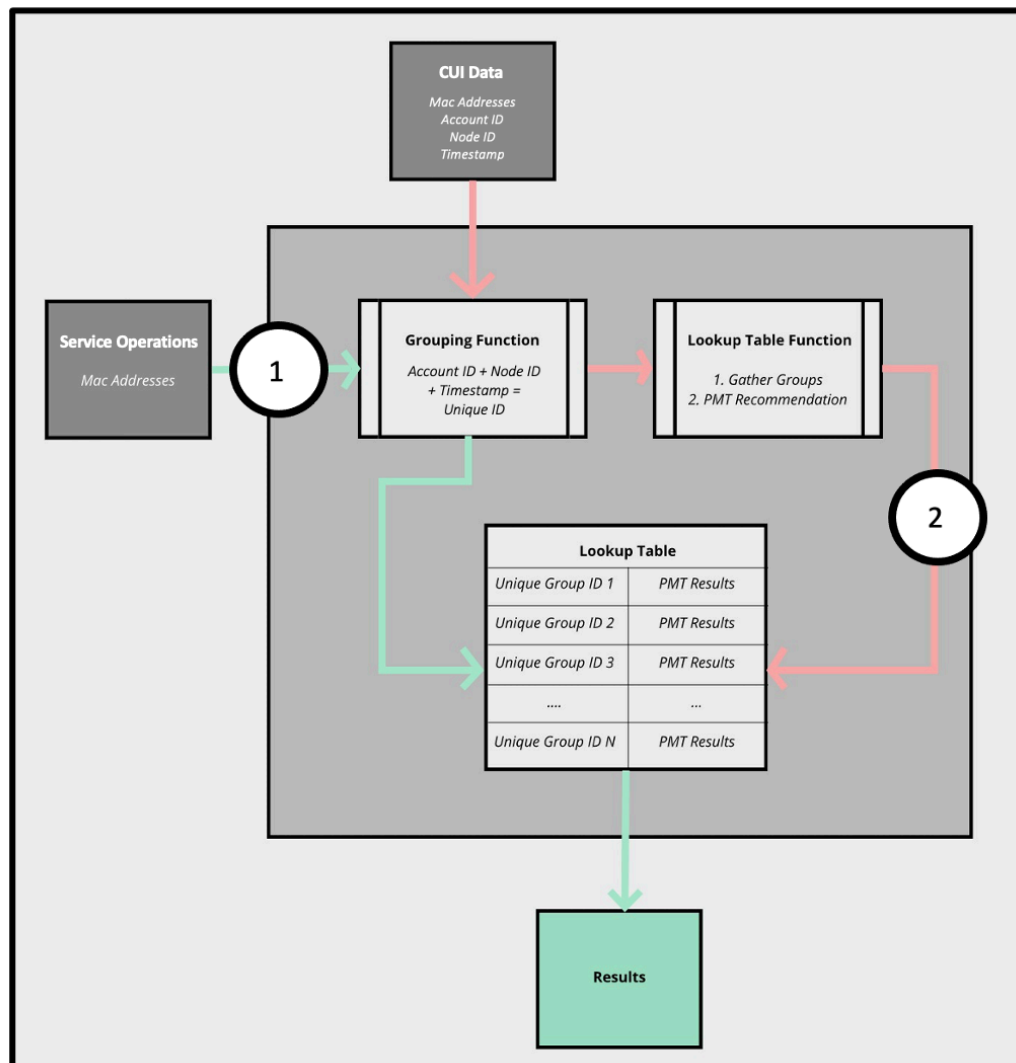 CUI Data
Mac Addresses
Account ID
Node ID
Timestamp
Service Operations
Mac Addresses
1
Grouping Function
Account ID + Node ID
+ Timestamp =
Unique ID
Lookup Table Function
1. Gather Groups
2. PMT Recommendation
2
Lookup Table
Unique Group ID 1 PMT Results
Unique Group ID 2 PMT Results
Unique Group ID 3 PMT Results
.... ...
Unique Group ID N PMT Results
Results